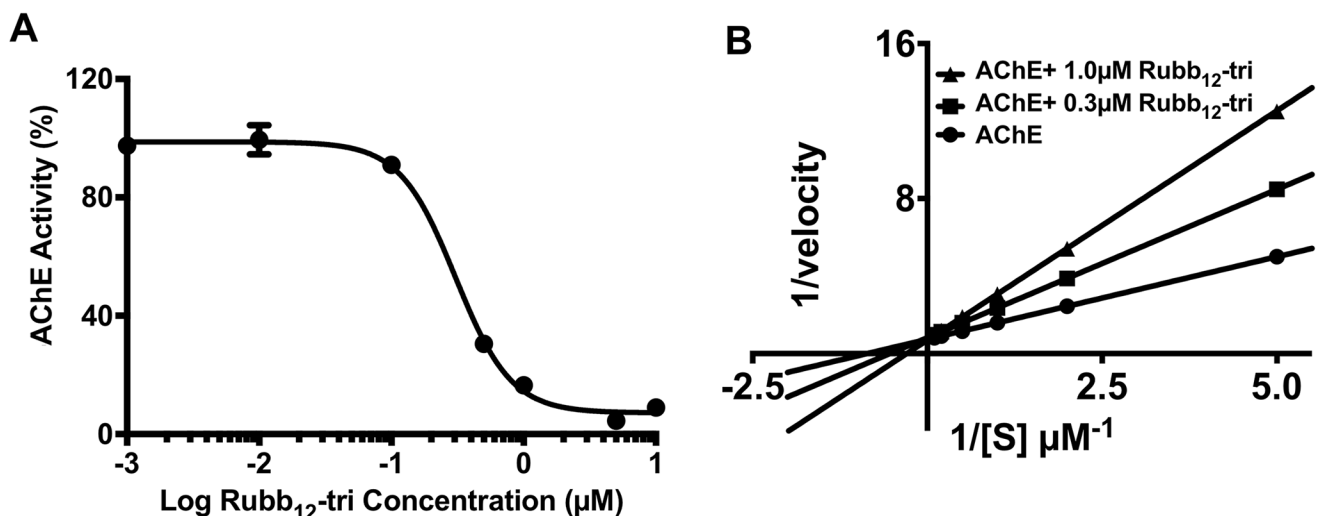 A
120
80
40
0
AChE Activity (%)
-3
-2
-1
0
1
Log Rubb₁₂-tri Concentration (µM)
B
16
8
1/velocity
AChE+ 1.0µM Rubb₁₂-tri
AChE+ 0.3µM Rubb₁₂-tri
AChE
-2.5
2.5
5.0
1/[S] µM⁻¹